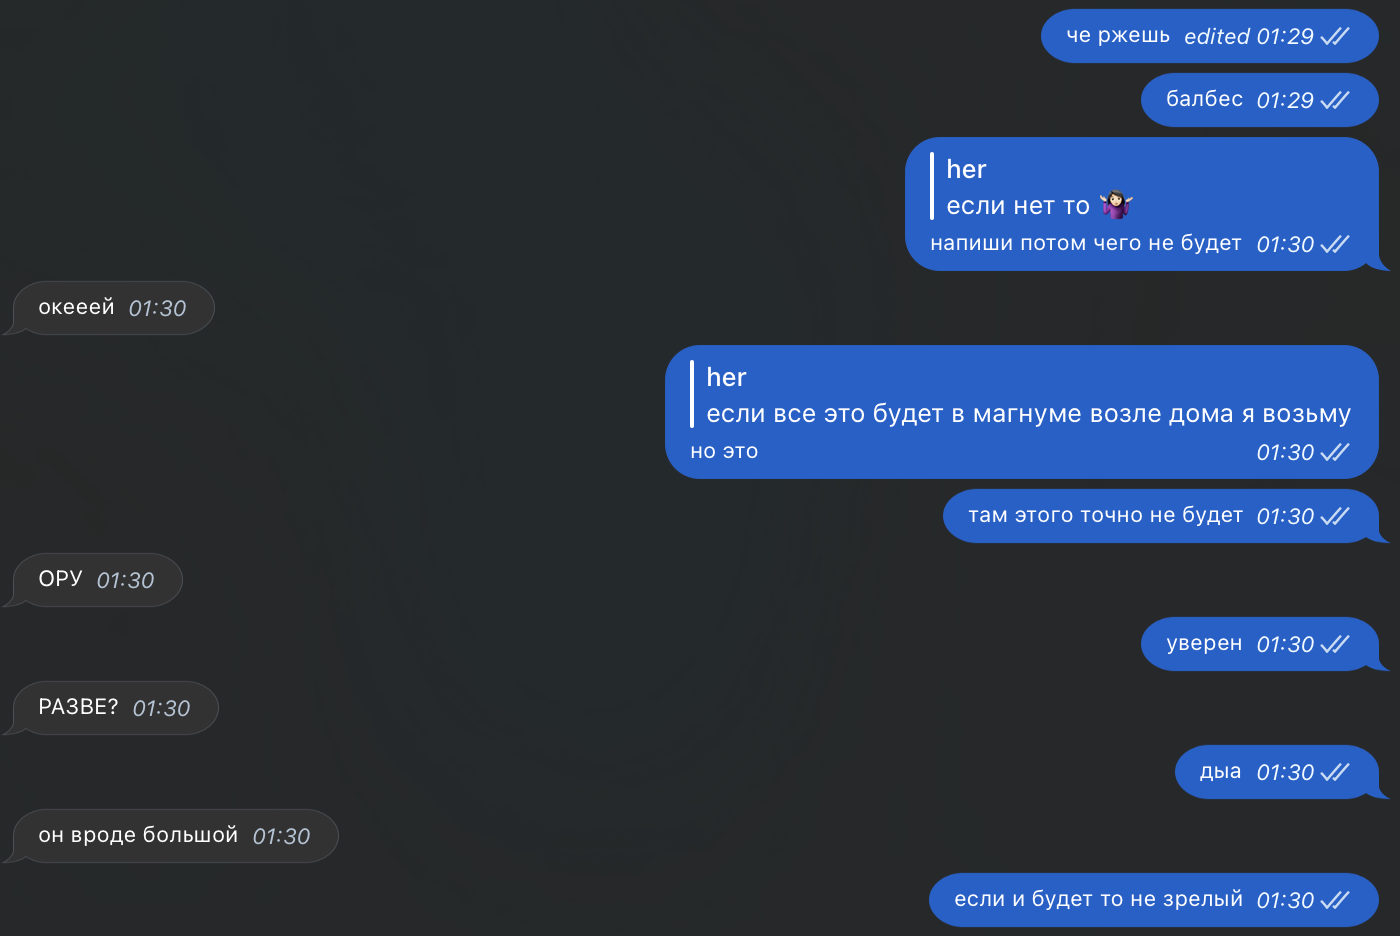 че ржешь edited 01:29
балбес 01:29
her
если нет то 🤷🏻‍♀️
напиши потом чего не будет 01:30
океeей 01:30
her
если все это будет в магнуме возле дома я возьму
но это 01:30
там этого точно не будет 01:30
ОРУ 01:30
уверен 01:30
РАЗВЕ? 01:30
дыа 01:30
он вроде большой 01:30
если и будет то не зрелый 01:30